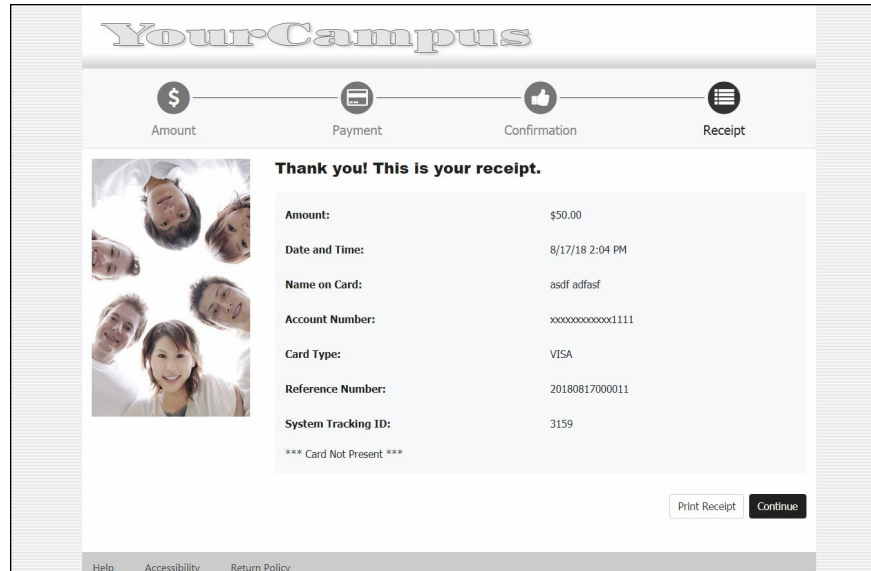 YourCampus
Amount Payment Confirmation Receipt
Thank you! This is your receipt.
Amount: $50.00
Date and Time: 8/17/18 2:04 PM
Name on Card: asdf adfasf
Account Number: xxxxxxxxxxxx1111
Card Type: VISA
Reference Number: 20180817000011
System Tracking ID: 3159
*** Card Not Present ***
Print Receipt Continue
Help Accessibility Return Policy